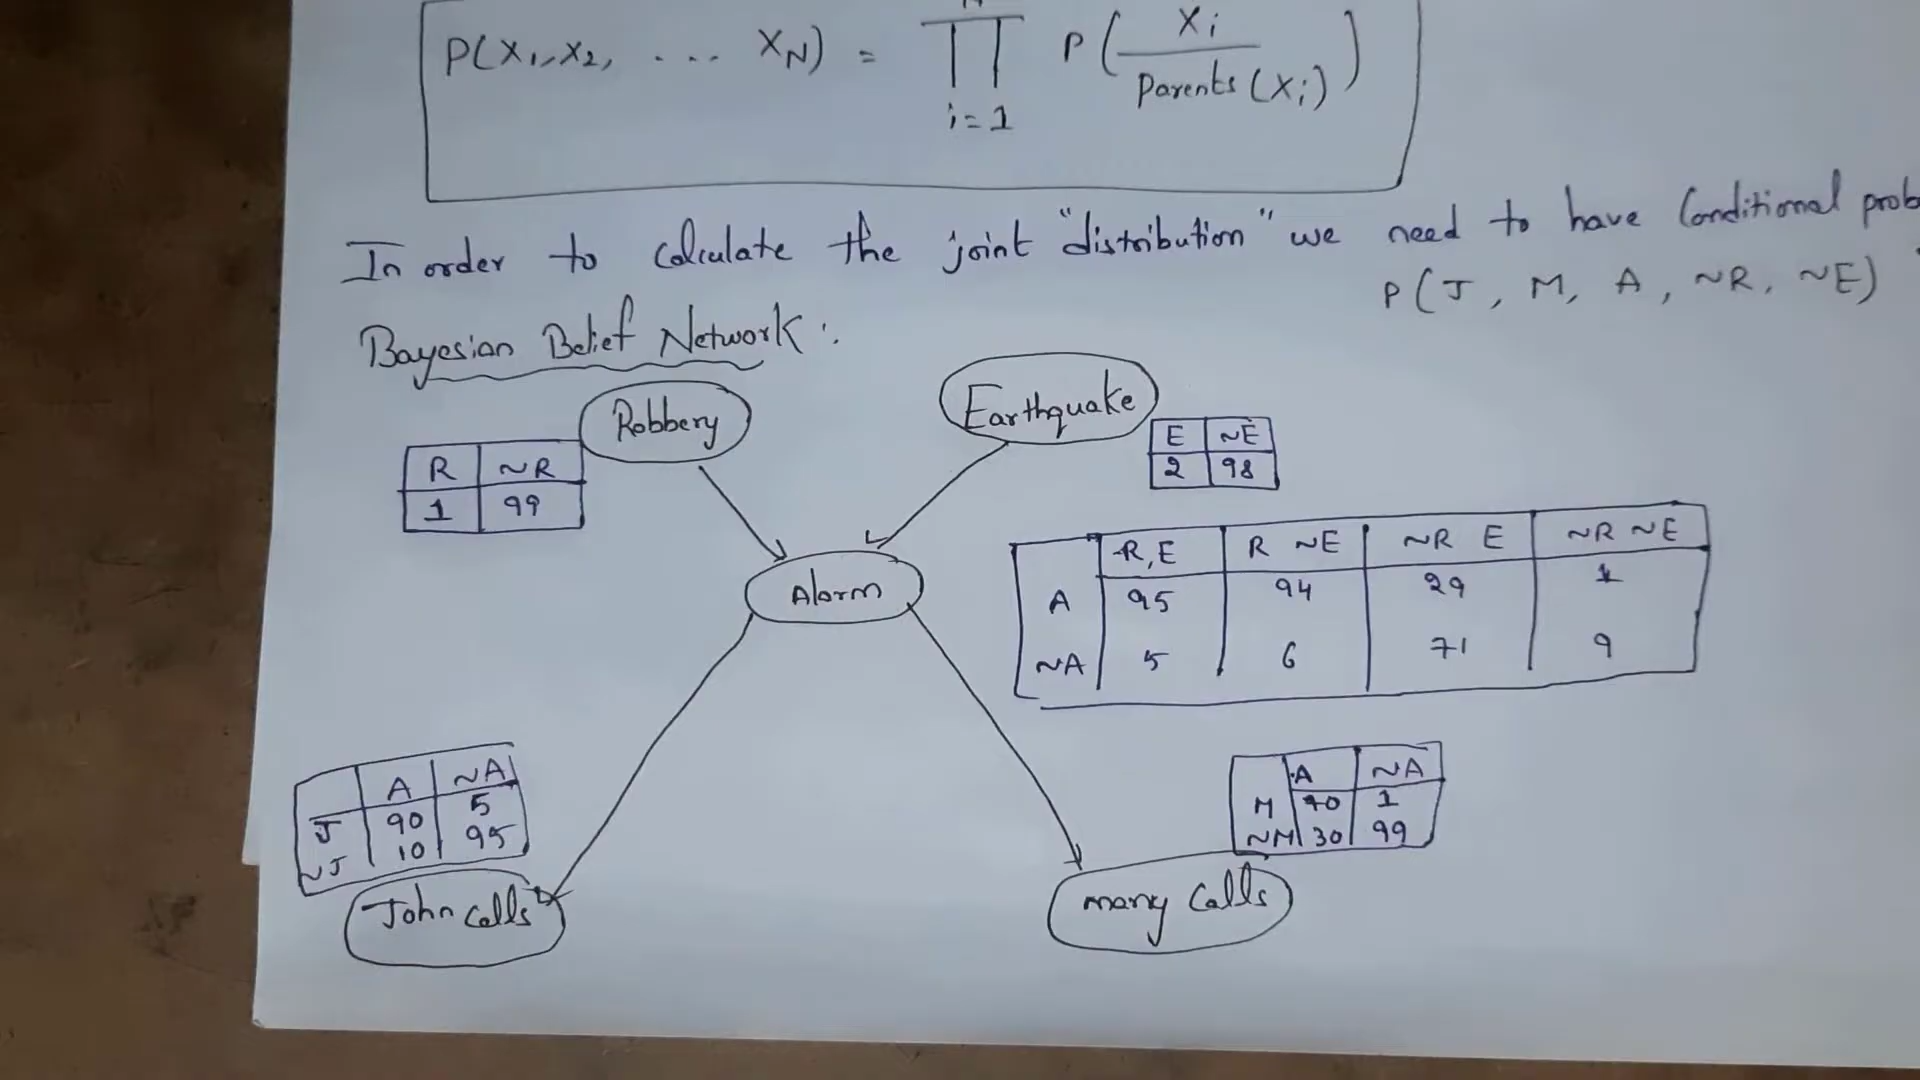 P(X1, X2, ... XN) = ∏ i=1 P(Xi / Parents(Xi))
In order to calculate the joint "distribution" we need to have Conditional
P(J, M, A, ~R, ~E)
Bayesian Belief Network:
Robbery
Earthquake
E ~E
2 98
R ~R
1 99
Alarm
R, E R ~E ~R E ~R ~E
A 95 94 29 1
~A 5 6 71 9
A ~A
J 90 5
~J 10 95
A ~A
M 70 1
~M 30 99
John calls
many calls